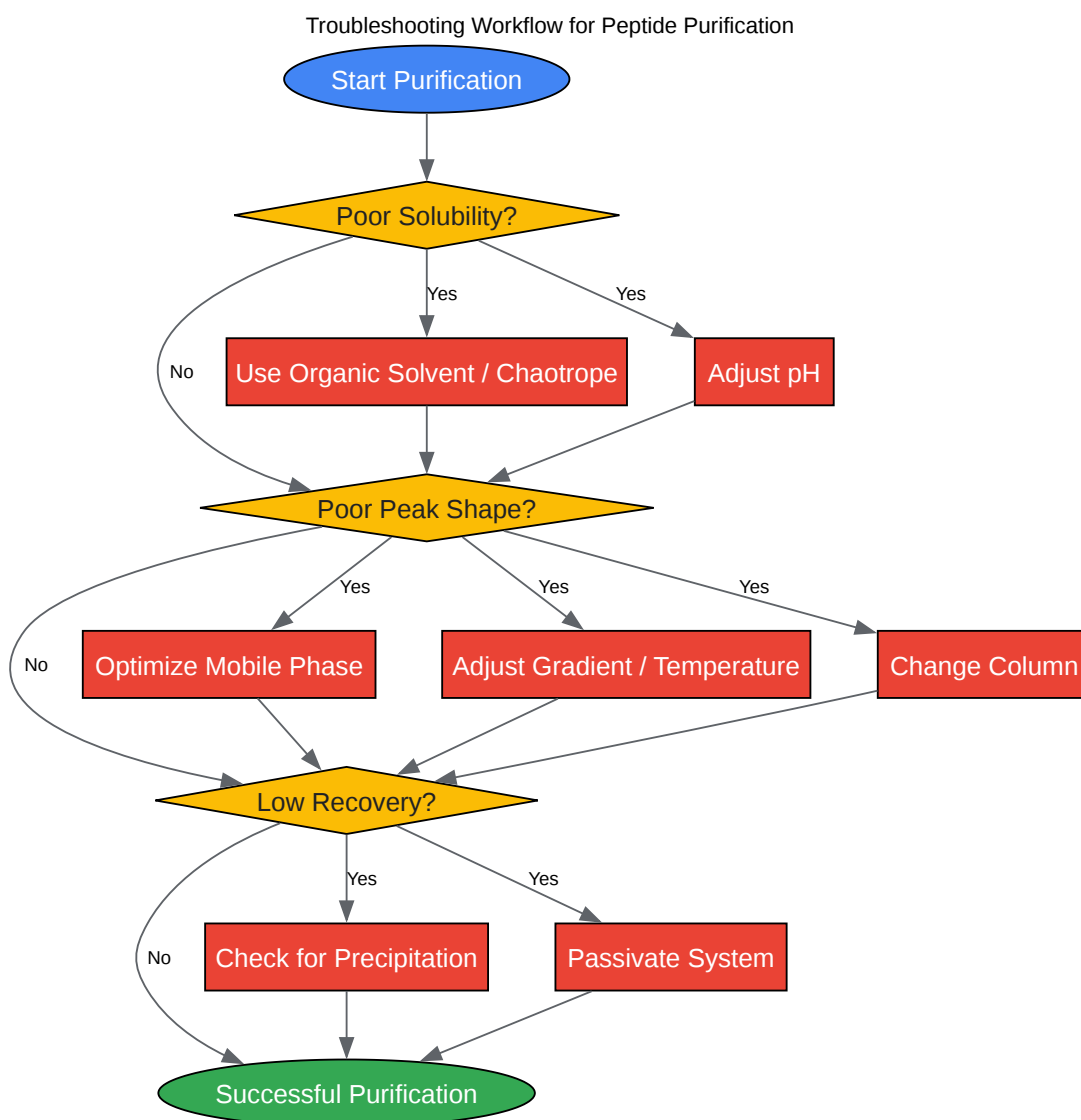 Troubleshooting Workflow for Peptide Purification
Start Purification
Poor Solubility?
Yes
Yes
No
Use Organic Solvent / Chaotrope
Adjust pH
Poor Peak Shape?
Yes
Yes
Yes
No
Optimize Mobile Phase
Adjust Gradient / Temperature
Change Column
Low Recovery?
Yes
Yes
No
Check for Precipitation
Passivate System
Successful Purification